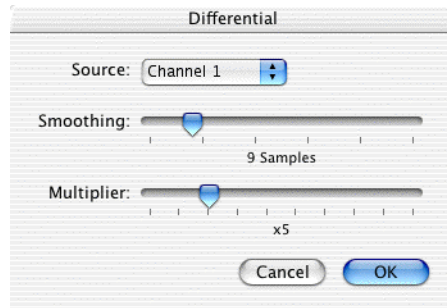 Differential
Source: Channel 1
Smoothing:
9 Samples
Multiplier:
x5
Cancel OK